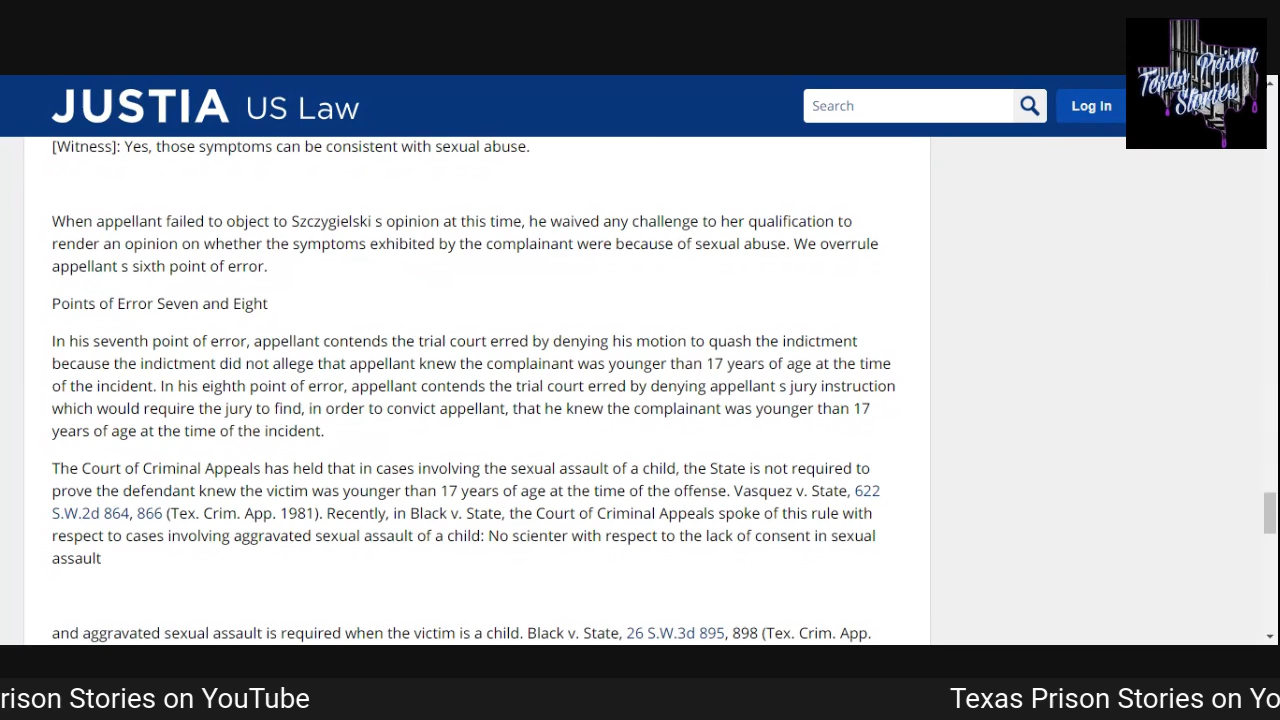 Texas Prison
Stories
JUSTIA US Law
Search
Log In
[Witness]: Yes, those symptoms can be consistent with sexual abuse.
When appellant failed to object to Szczygielski s opinion at this time, he waived any challenge to her qualification to
render an opinion on whether the symptoms exhibited by the complainant were because of sexual abuse. We overrule
appellant s sixth point of error.
Points of Error Seven and Eight
In his seventh point of error, appellant contends the trial court erred by denying his motion to quash the indictment
because the indictment did not allege that appellant knew the complainant was younger than 17 years of age at the time
of the incident. In his eighth point of error, appellant contends the trial court erred by denying appellant s jury instruction
which would require the jury to find, in order to convict appellant, that he knew the complainant was younger than 17
years of age at the time of the incident.
The Court of Criminal Appeals has held that in cases involving the sexual assault of a child, the State is not required to
prove the defendant knew the victim was younger than 17 years of age at the time of the offense. Vasquez v. State, 622
S.W.2d 864, 866 (Tex. Crim. App. 1981). Recently, in Black v. State, the Court of Criminal Appeals spoke of this rule with
respect to cases involving aggravated sexual assault of a child: No scienter with respect to the lack of consent in sexual
assault
and aggravated sexual assault is required when the victim is a child. Black v. State, 26 S.W.3d 895, 898 (Tex. Crim. App.
rison Stories on YouTube Texas Prison Stories on Yo